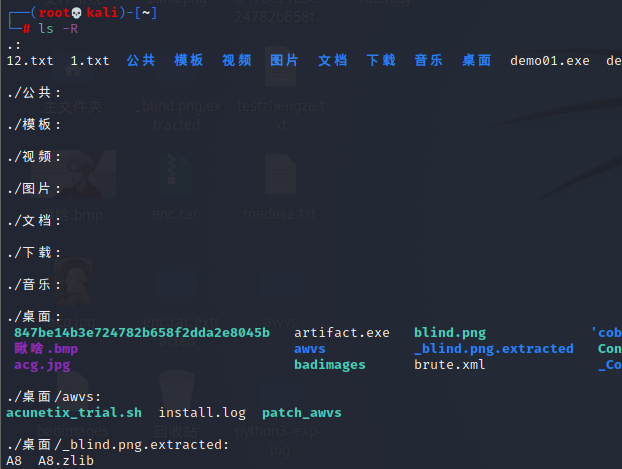 ┌──(root💀kali)-[~]
└─# ls -R
.:
12.txt 1.txt 公共 模板 视频 图片 文档 下载 音乐 桌面 demo01.exe de
./公共:
./模板:
./视频:
./图片:
./文档:
./下载:
./音乐:
./桌面:
847be14b3e724782b658f2dda2e8045b artifact.exe blind.png 'cob
瞅啥.bmp awvs _blind.png.extracted Con
acg.jpg badimages brute.xml _Co
./桌面/awvs:
acunetix_trial.sh install.log patch_awvs
./桌面/_blind.png.extracted:
A8 A8.zlib